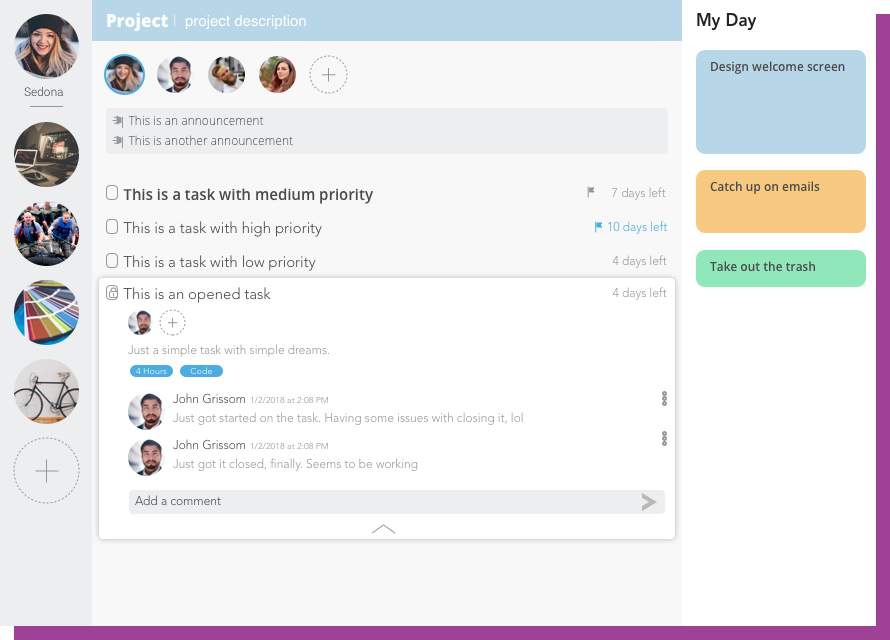 Sedona
Project | project description
This is an announcement
This is another announcement
This is a task with medium priority 7 days left
This is a task with high priority 10 days left
This is a task with low priority 4 days left
This is an opened task 4 days left
Just a simple task with simple dreams.
4 Hours Code
John Grissom 1/2/2018 at 2:08 PM
Just got started on the task. Having some issues with closing it, lol
John Grissom 1/2/2018 at 2:08 PM
Just got it closed, finally. Seems to be working
Add a comment
My Day
Design welcome screen
Catch up on emails
Take out the trash